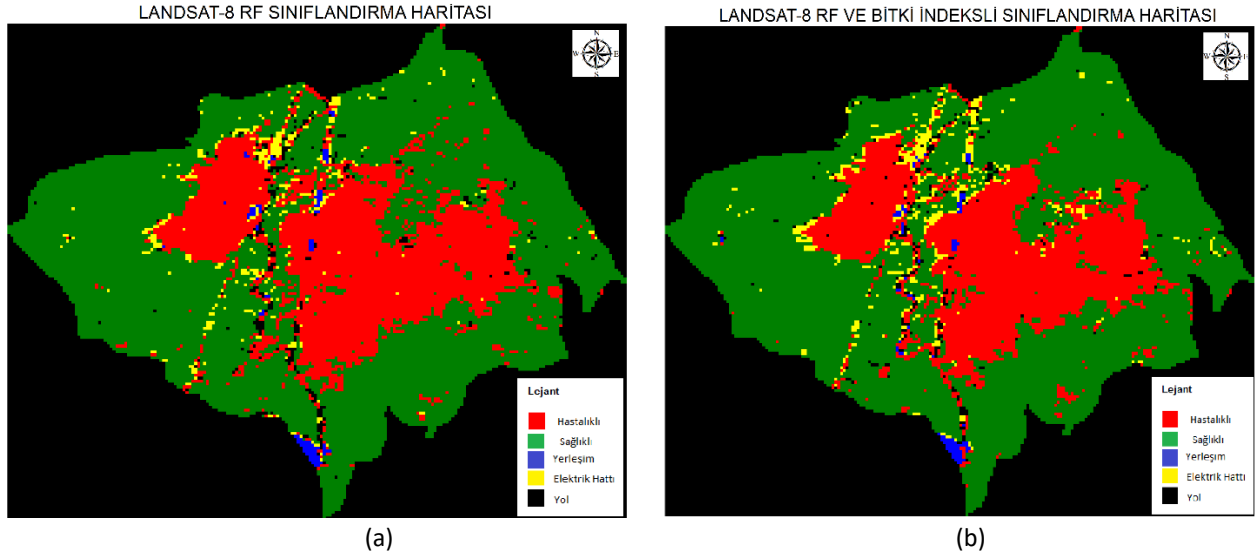 LANDSAT-8 RF SINIFLANDIRMA HARİTASI
N
W
E
S
Lejant
Hastalıklı
Sağlıklı
Yerleşim
Elektrik Hattı
Yol
(a)
LANDSAT-8 RF VE BİTKİ İNDEKSLİ SINIFLANDIRMA HARİTASI
N
W
E
S
Lejant
Hastalıklı
Sağlıklı
Yerleşim
Elektrik Hattı
Yol
(b)